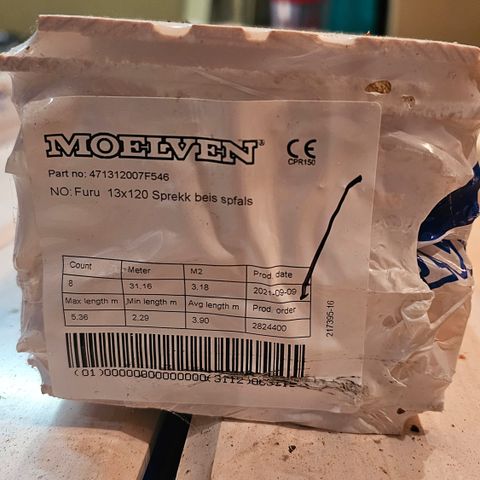 MOELVEN®
CE
CPR150
Part no: 471312007F546
NO: Furu 13x120 Sprekk beis spfals
Count Meter M2 Prod. date
8 31,16 3,18 2021-09-09
Max length m Min length m Avg length m Prod. order
5,36 2,29 3,90 2824400
217395-16